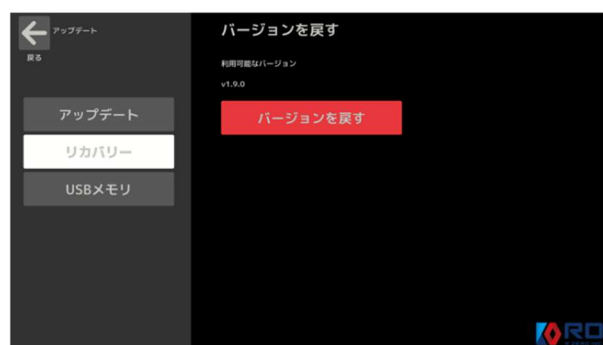 アップデート
戻る
アップデート
リカバリー
USBメモリ
バージョンを戻す
利用可能なバージョン
v1.9.0
バージョンを戻す
RO